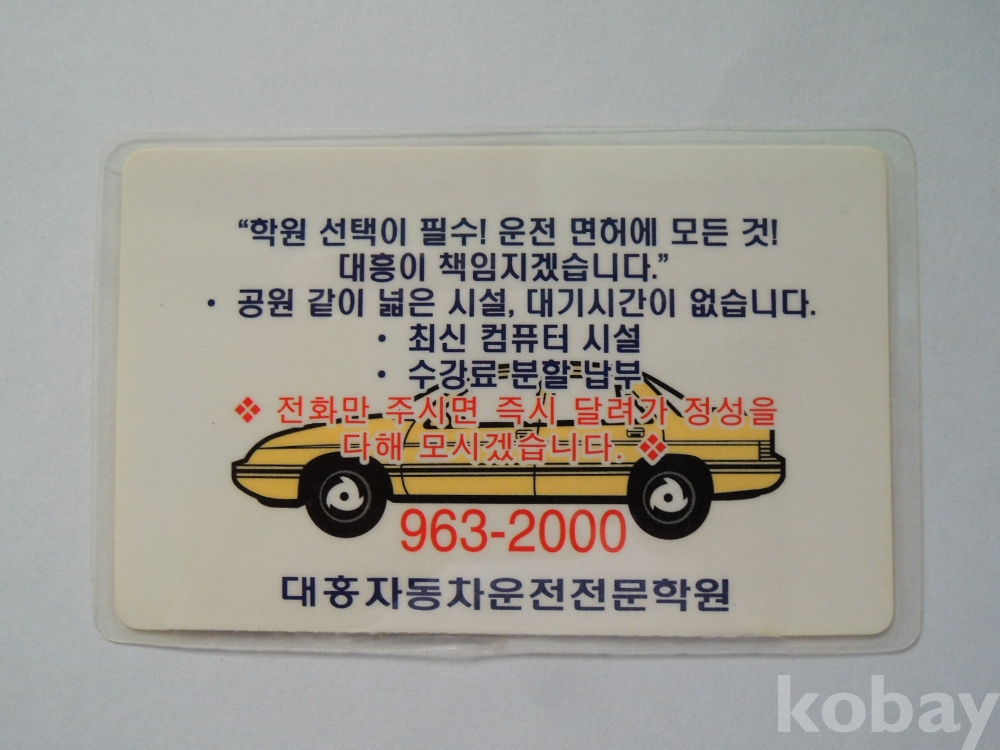 “학원 선택이 필수! 운전 면허에 모든 것!
대흥이 책임지겠습니다.”
• 공원 같이 넓은 시설, 대기시간이 없습니다.
• 최신 컴퓨터 시설
• 수강료 분할 납부
❖ 전화만 주시면 즉시 달려가 정성을
다해 모시겠습니다. ❖
963-2000
대흥자동차운전전문학원
kobay